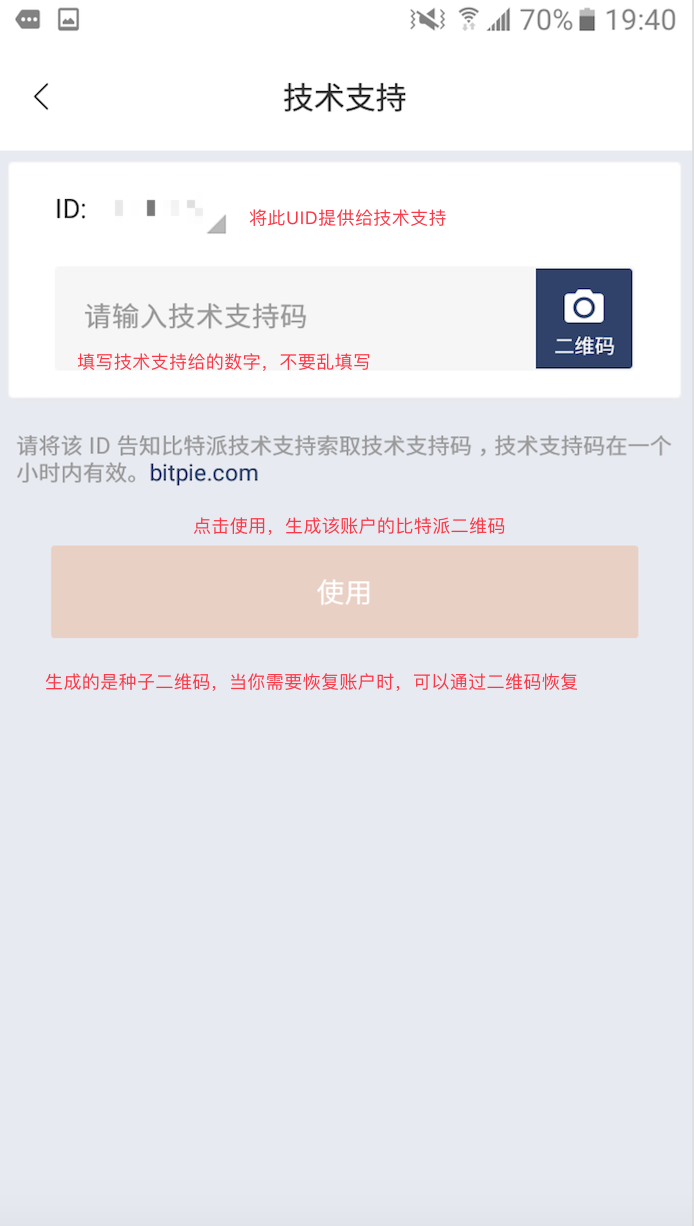 70% 19:40
技术支持
ID:
将此UID提供给技术支持
请输入技术支持码
填写技术支持给的数字，不要乱填写
二维码
请将该 ID 告知比特派技术支持索取技术支持码，技术支持码在一个
小时内有效。bitpie.com
点击使用，生成该账户的比特派二维码
使用
生成的是种子二维码，当你需要恢复账户时，可以通过二维码恢复